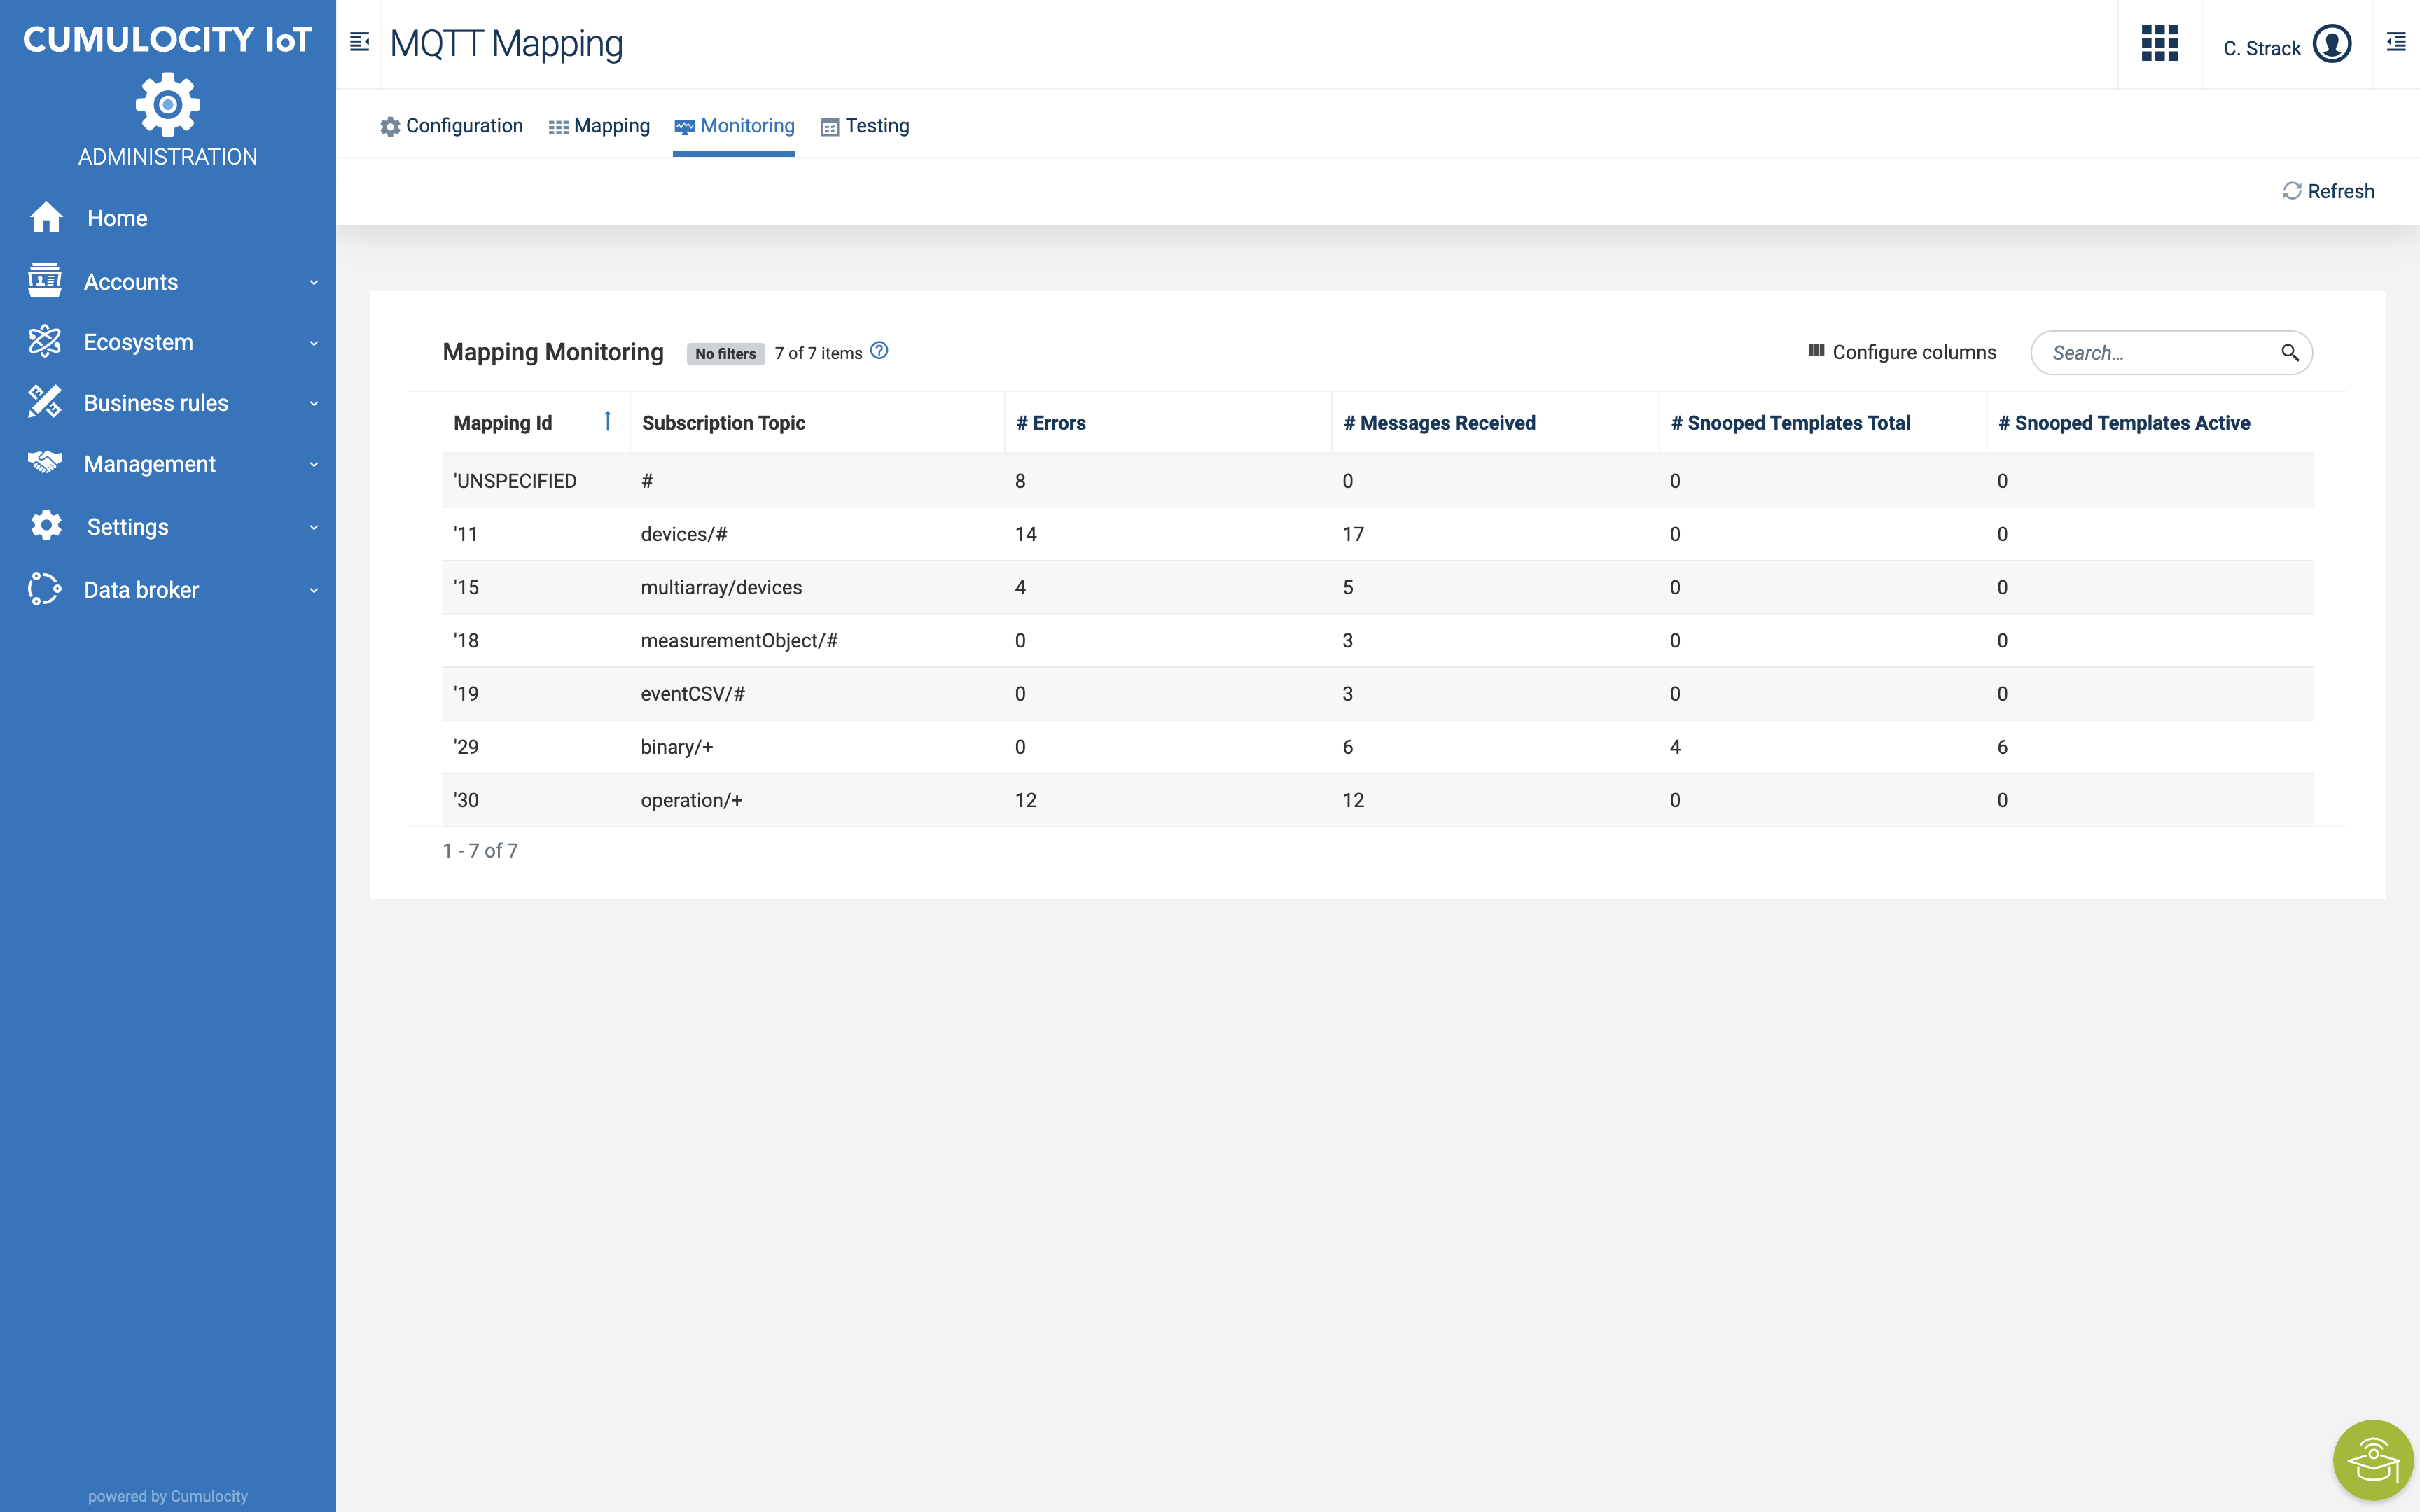 CUMULOCITY IoT
ADMINISTRATION
Home
Accounts
Ecosystem
Business rules
Management
Settings
Data broker
powered by Cumulocity
MQTT Mapping
C. Strack
Configuration Mapping Monitoring Testing
Refresh
Mapping Monitoring No filters 7 of 7 items Configure columns Search...
Mapping Id Subscription Topic # Errors # Messages Received # Snooped Templates Total # Snooped Templates Active
'UNSPECIFIED # 8 0 0 0
'11 devices/# 14 17 0 0
'15 multiarray/devices 4 5 0 0
'18 measurementObject/# 0 3 0 0
'19 eventCSV/# 0 3 0 0
'29 binary/+ 0 6 4 6
'30 operation/+ 12 12 0 0
1 - 7 of 7